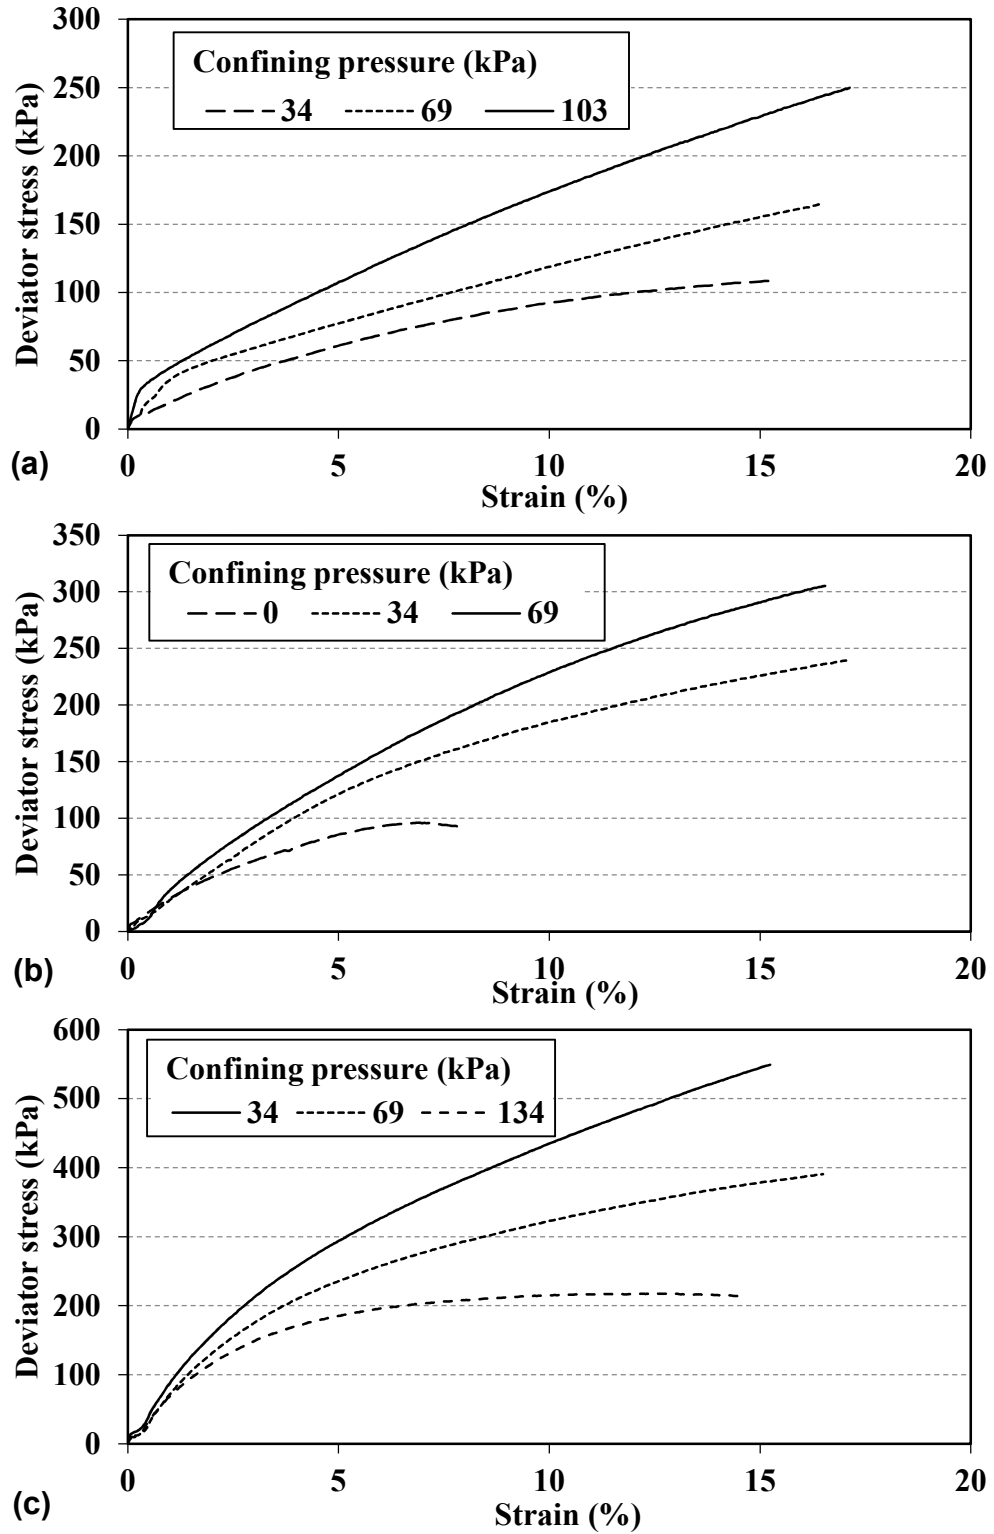 300
250
200
150
100
50
0
Deviator stress (kPa)
Confining pressure (kPa)
34 69 103
0 5 10 15 20
Strain (%)
(a)
350
300
250
200
150
100
50
0
Deviator stress (kPa)
Confining pressure (kPa)
0 34 69
0 5 10 15 20
Strain (%)
(b)
600
500
400
300
200
100
0
Deviator stress (kPa)
Confining pressure (kPa)
34 69 134
0 5 10 15 20
Strain (%)
(c)